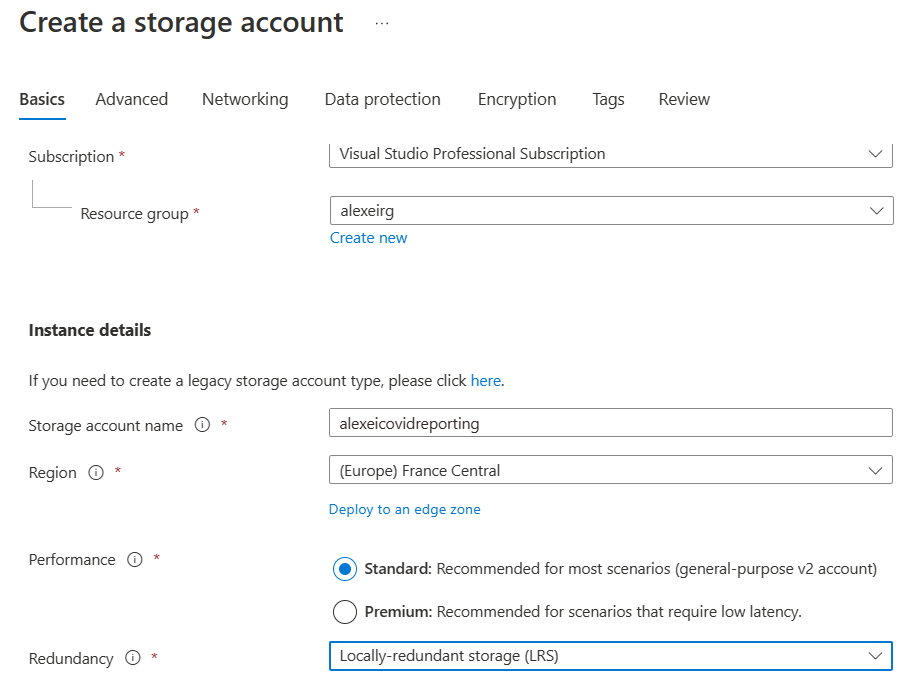 Create a storage account ...
Basics Advanced Networking Data protection Encryption Tags Review
Subscription * Visual Studio Professional Subscription
Resource group * alexeirg
Create new
Instance details
If you need to create a legacy storage account type, please click here.
Storage account name * alexeicovidreporting
Region * (Europe) France Central
Deploy to an edge zone
Performance * Standard: Recommended for most scenarios (general-purpose v2 account)
Premium: Recommended for scenarios that require low latency.
Redundancy * Locally-redundant storage (LRS)